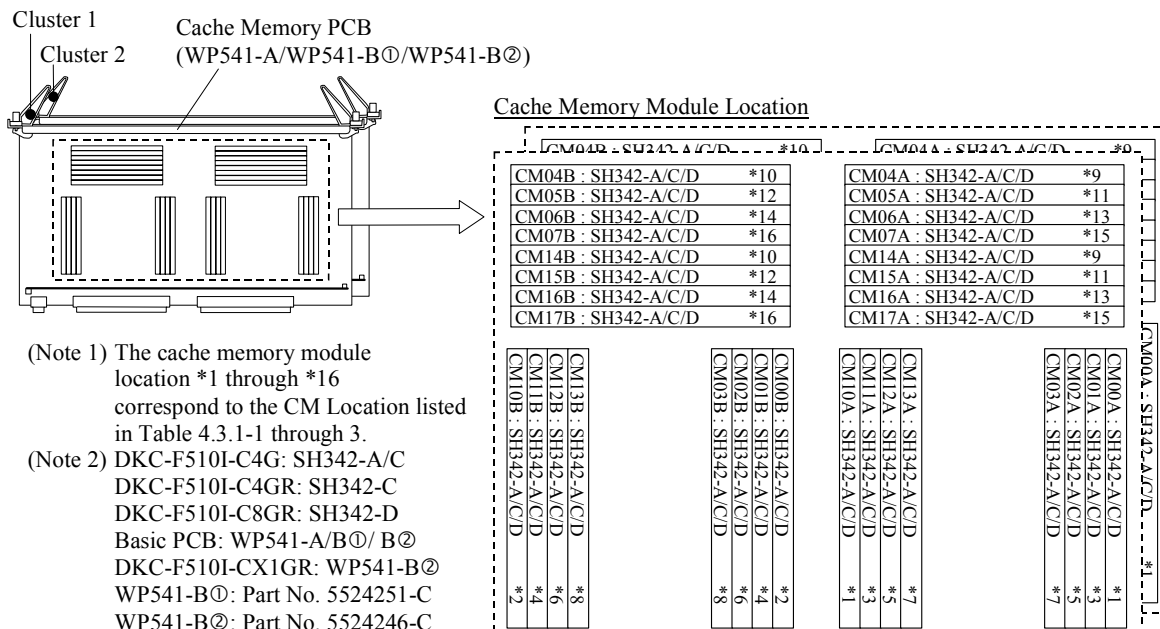 Cluster 1
Cluster 2
Cache Memory PCB
(WP541-A/WP541-B①/WP541-B②)
Cache Memory Module Location
CM04B : SH342-A/C/D *10
CM04A : SH342-A/C/D *9
CM04B : SH342-A/C/D *10
CM05B : SH342-A/C/D *12
CM06B : SH342-A/C/D *14
CM07B : SH342-A/C/D *16
CM14B : SH342-A/C/D *10
CM15B : SH342-A/C/D *12
CM16B : SH342-A/C/D *14
CM17B : SH342-A/C/D *16
CM04A : SH342-A/C/D *9
CM05A : SH342-A/C/D *11
CM06A : SH342-A/C/D *13
CM07A : SH342-A/C/D *15
CM14A : SH342-A/C/D *9
CM15A : SH342-A/C/D *11
CM16A : SH342-A/C/D *13
CM17A : SH342-A/C/D *15
CM10B : SH342-A/C/D *2
CM11B : SH342-A/C/D *4
CM12B : SH342-A/C/D *6
CM13B : SH342-A/C/D *8
CM03B : SH342-A/C/D *8
CM02B : SH342-A/C/D *6
CM01B : SH342-A/C/D *4
CM00B : SH342-A/C/D *2
CM10A : SH342-A/C/D *1
CM11A : SH342-A/C/D *3
CM12A : SH342-A/C/D *5
CM13A : SH342-A/C/D *7
CM03A : SH342-A/C/D *7
CM02A : SH342-A/C/D *5
CM01A : SH342-A/C/D *3
CM00A : SH342-A/C/D *1
CM00A : SH342-A/C/D *1
(Note 1) The cache memory module
location *1 through *16
correspond to the CM Location listed
in Table 4.3.1-1 through 3.
(Note 2) DKC-F510I-C4G: SH342-A/C
DKC-F510I-C4GR: SH342-C
DKC-F510I-C8GR: SH342-D
Basic PCB: WP541-A/B①/ B②
DKC-F510I-CX1GR: WP541-B②
WP541-B①: Part No. 5524251-C
WP541-B②: Part No. 5524246-C